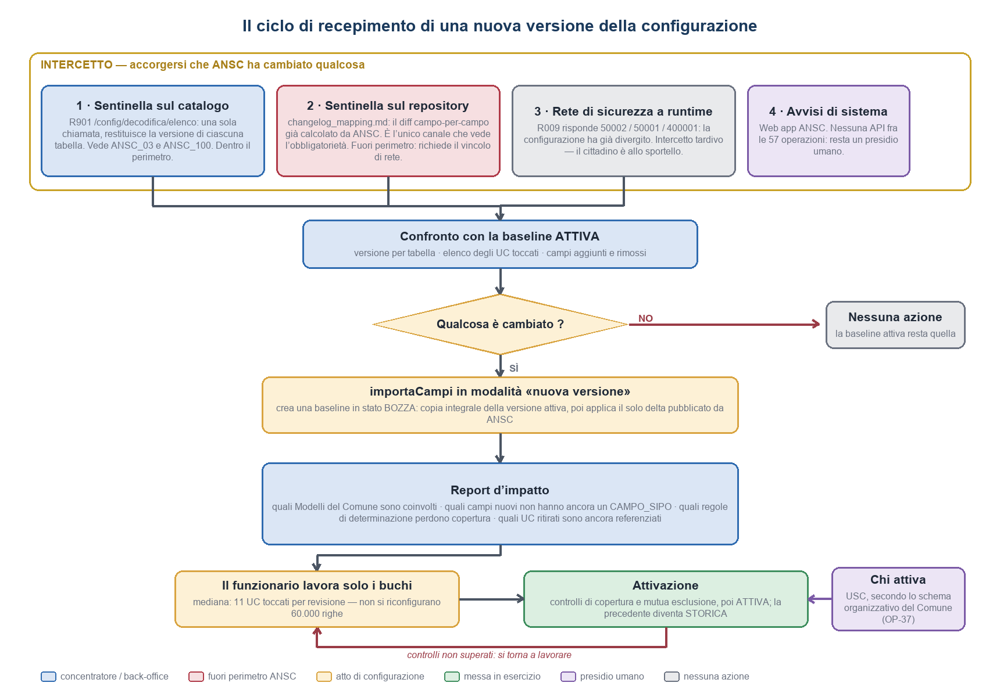 Il ciclo di recepimento di una nuova versione della configurazione
INTERCETTO — accorgersi che ANSC ha cambiato qualcosa
1 · Sentinella sul catalogo
R901 /config/decodifica/elenco: una sola
chiamata, restituisce la versione di ciascuna
tabella. Vede ANSC_03 e ANSC_100. Dentro il
perimetro.
2 · Sentinella sul repository
changelog_mapping.md: il diff campo-per-campo
già calcolato da ANSC. È l’unico canale che vede
l’obbligatorietà. Fuori perimetro: richiede il vincolo
di rete.
3 · Rete di sicurezza a runtime
R009 risponde 50002 / 50001 / 400001: la
configurazione ha già divergito. Intercetto tardivo
— il cittadino è allo sportello.
4 · Avvisi di sistema
Web app ANSC. Nessuna API fra
le 57 operazioni: resta un presidio
umano.
Confronto con la baseline ATTIVA
versione per tabella · elenco degli UC toccati · campi aggiunti e rimossi
Qualcosa è cambiato ?
NO
Nessuna azione
la baseline attiva resta quella
SÌ
importaCampi in modalità «nuova versione»
crea una baseline in stato BOZZA: copia integrale della versione attiva, poi applica il solo delta pubblicato da
ANSC
Report d’impatto
quali Modelli del Comune sono coinvolti · quali campi nuovi non hanno ancora un CAMPO_SIPO · quali regole
di determinazione perdono copertura · quali UC ritirati sono ancora referenziati
Il funzionario lavora solo i buchi
mediana: 11 UC toccati per revisione — non si riconfigurano
60.000 righe
Attivazione
controlli di copertura e mutua esclusione, poi ATTIVA; la
precedente diventa STORICA
Chi attiva
USC, secondo lo schema
organizzativo del Comune
(OP-37)
controlli non superati: si torna a lavorare
concentratore / back-office
fuori perimetro ANSC
atto di configurazione
messa in esercizio
presidio umano
nessuna azione